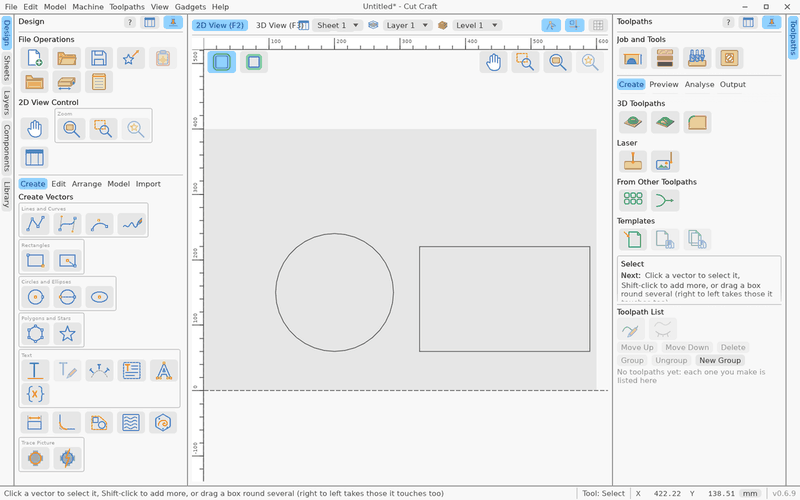 File Edit Model Machine Toolpaths View Gadgets Help
Untitled* - Cut Craft
Design
Sheets
Layers
Components
Library
Design
?
File Operations
2D View Control
Zoom
Create Edit Arrange Model Import
Create Vectors
Lines and Curves
Rectangles
Circles and Ellipses
Polygons and Stars
Text
Trace Picture
2D View (F2) 3D View (F3) Sheet 1 Layer 1 Level 1
100 200 300 400 500 600
500
400
300
200
100
0
-100
Toolpaths
?
Job and Tools
Create Preview Analyse Output
3D Toolpaths
Laser
From Other Toolpaths
Templates
Select
Next: Click a vector to select it,
Shift-click to add more, or drag a box
round several (right to left takes those it
touches too)
Toolpath List
Move Up Move Down Delete
Group Ungroup New Group
No toolpaths yet: each one you make is
listed here
Toolpaths
Click a vector to select it, Shift-click to add more, or drag a box round several (right to left takes those it touches too)
Tool: Select X 422.22 Y 138.51 mm v0.6.9